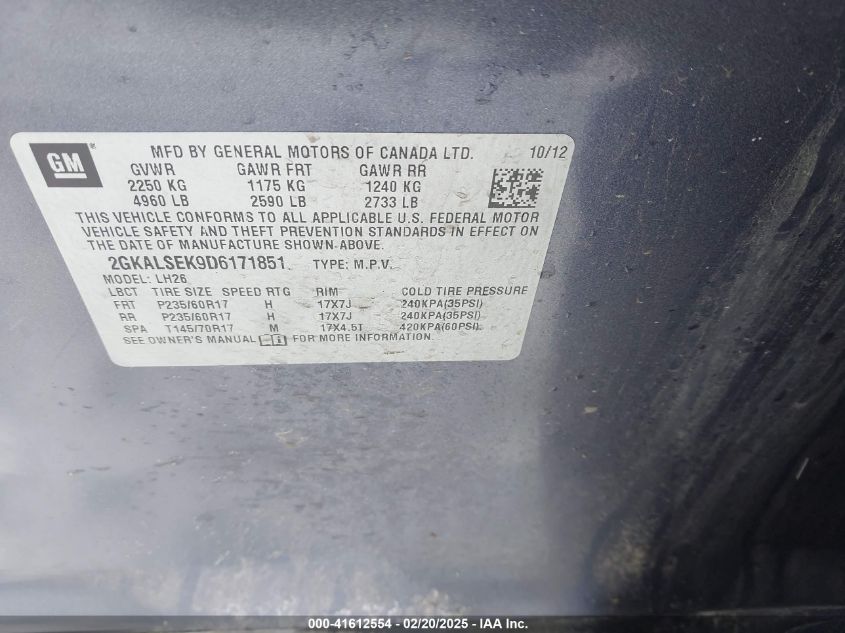 GM
MFD BY GENERAL MOTORS OF CANADA LTD. 10/12
GVWR GAWR FRT GAWR RR
2250 KG 1175 KG 1240 KG
4960 LB 2590 LB 2733 LB
THIS VEHICLE CONFORMS TO ALL APPLICABLE U.S. FEDERAL MOTOR
VEHICLE SAFETY AND THEFT PREVENTION STANDARDS IN EFFECT ON
THE DATE OF MANUFACTURE SHOWN ABOVE.
2GKALSEK9D6171851 TYPE: M.P.V.
MODEL: LH26
LBCT TIRE SIZE SPEED RTG RIM COLD TIRE PRESSURE
FRT P235/60R17 H 17X7J 240KPA(35PSI)
RR P235/60R17 H 17X7J 240KPA(35PSI)
SPA T145/70R17 M 17X4.5T 420KPA(60PSI)
SEE OWNER'S MANUAL FOR MORE INFORMATION.
000-41612554 - 02/20/2025 - IAA Inc.